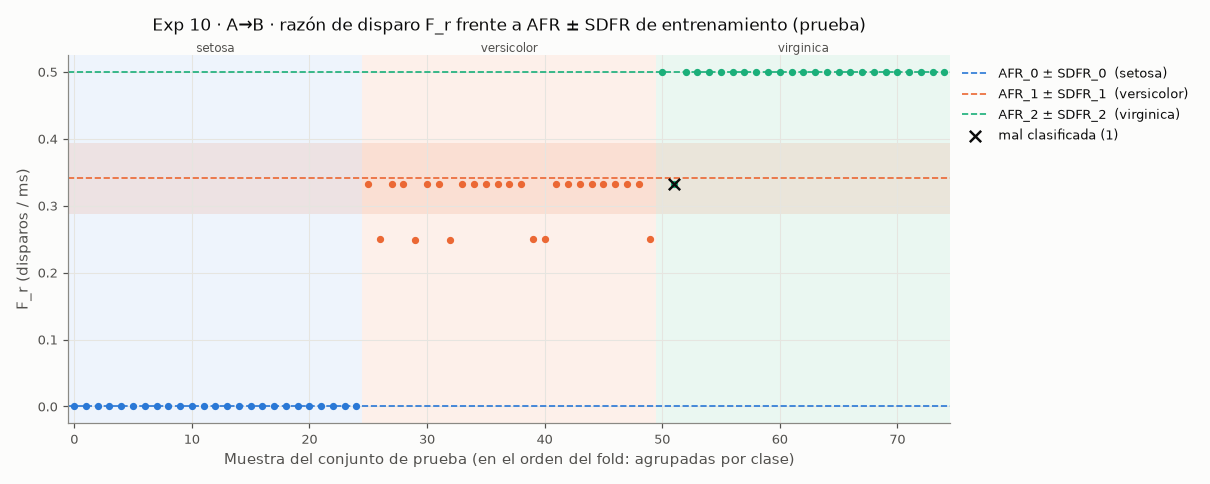 Exp 10 · A→B · razón de disparo F_r frente a AFR ± SDFR de entrenamiento (prueba)
setosa versicolor virginica
0.5
0.4
0.3
0.2
0.1
0.0
F_r (disparos / ms)
0 10 20 30 40 50 60 70
Muestra del conjunto de prueba (en el orden del fold: agrupadas por clase)
AFR_0 ± SDFR_0 (setosa)
AFR_1 ± SDFR_1 (versicolor)
AFR_2 ± SDFR_2 (virginica)
mal clasificada (1)